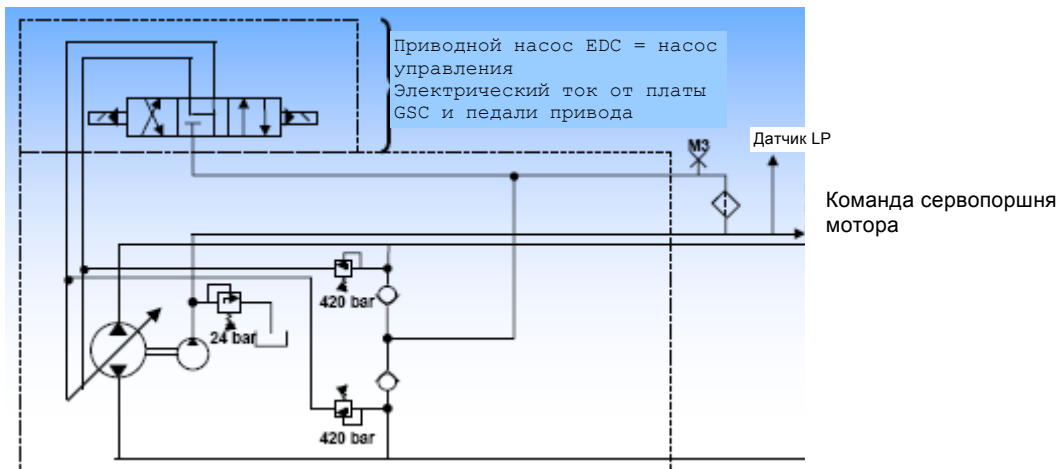 Приводной насос EDC = насос
управления
Электрический ток от платы
GSC и педали привода
M3
Датчик LP
Команда сервопоршня
мотора
420 bar
24 bar
420 bar